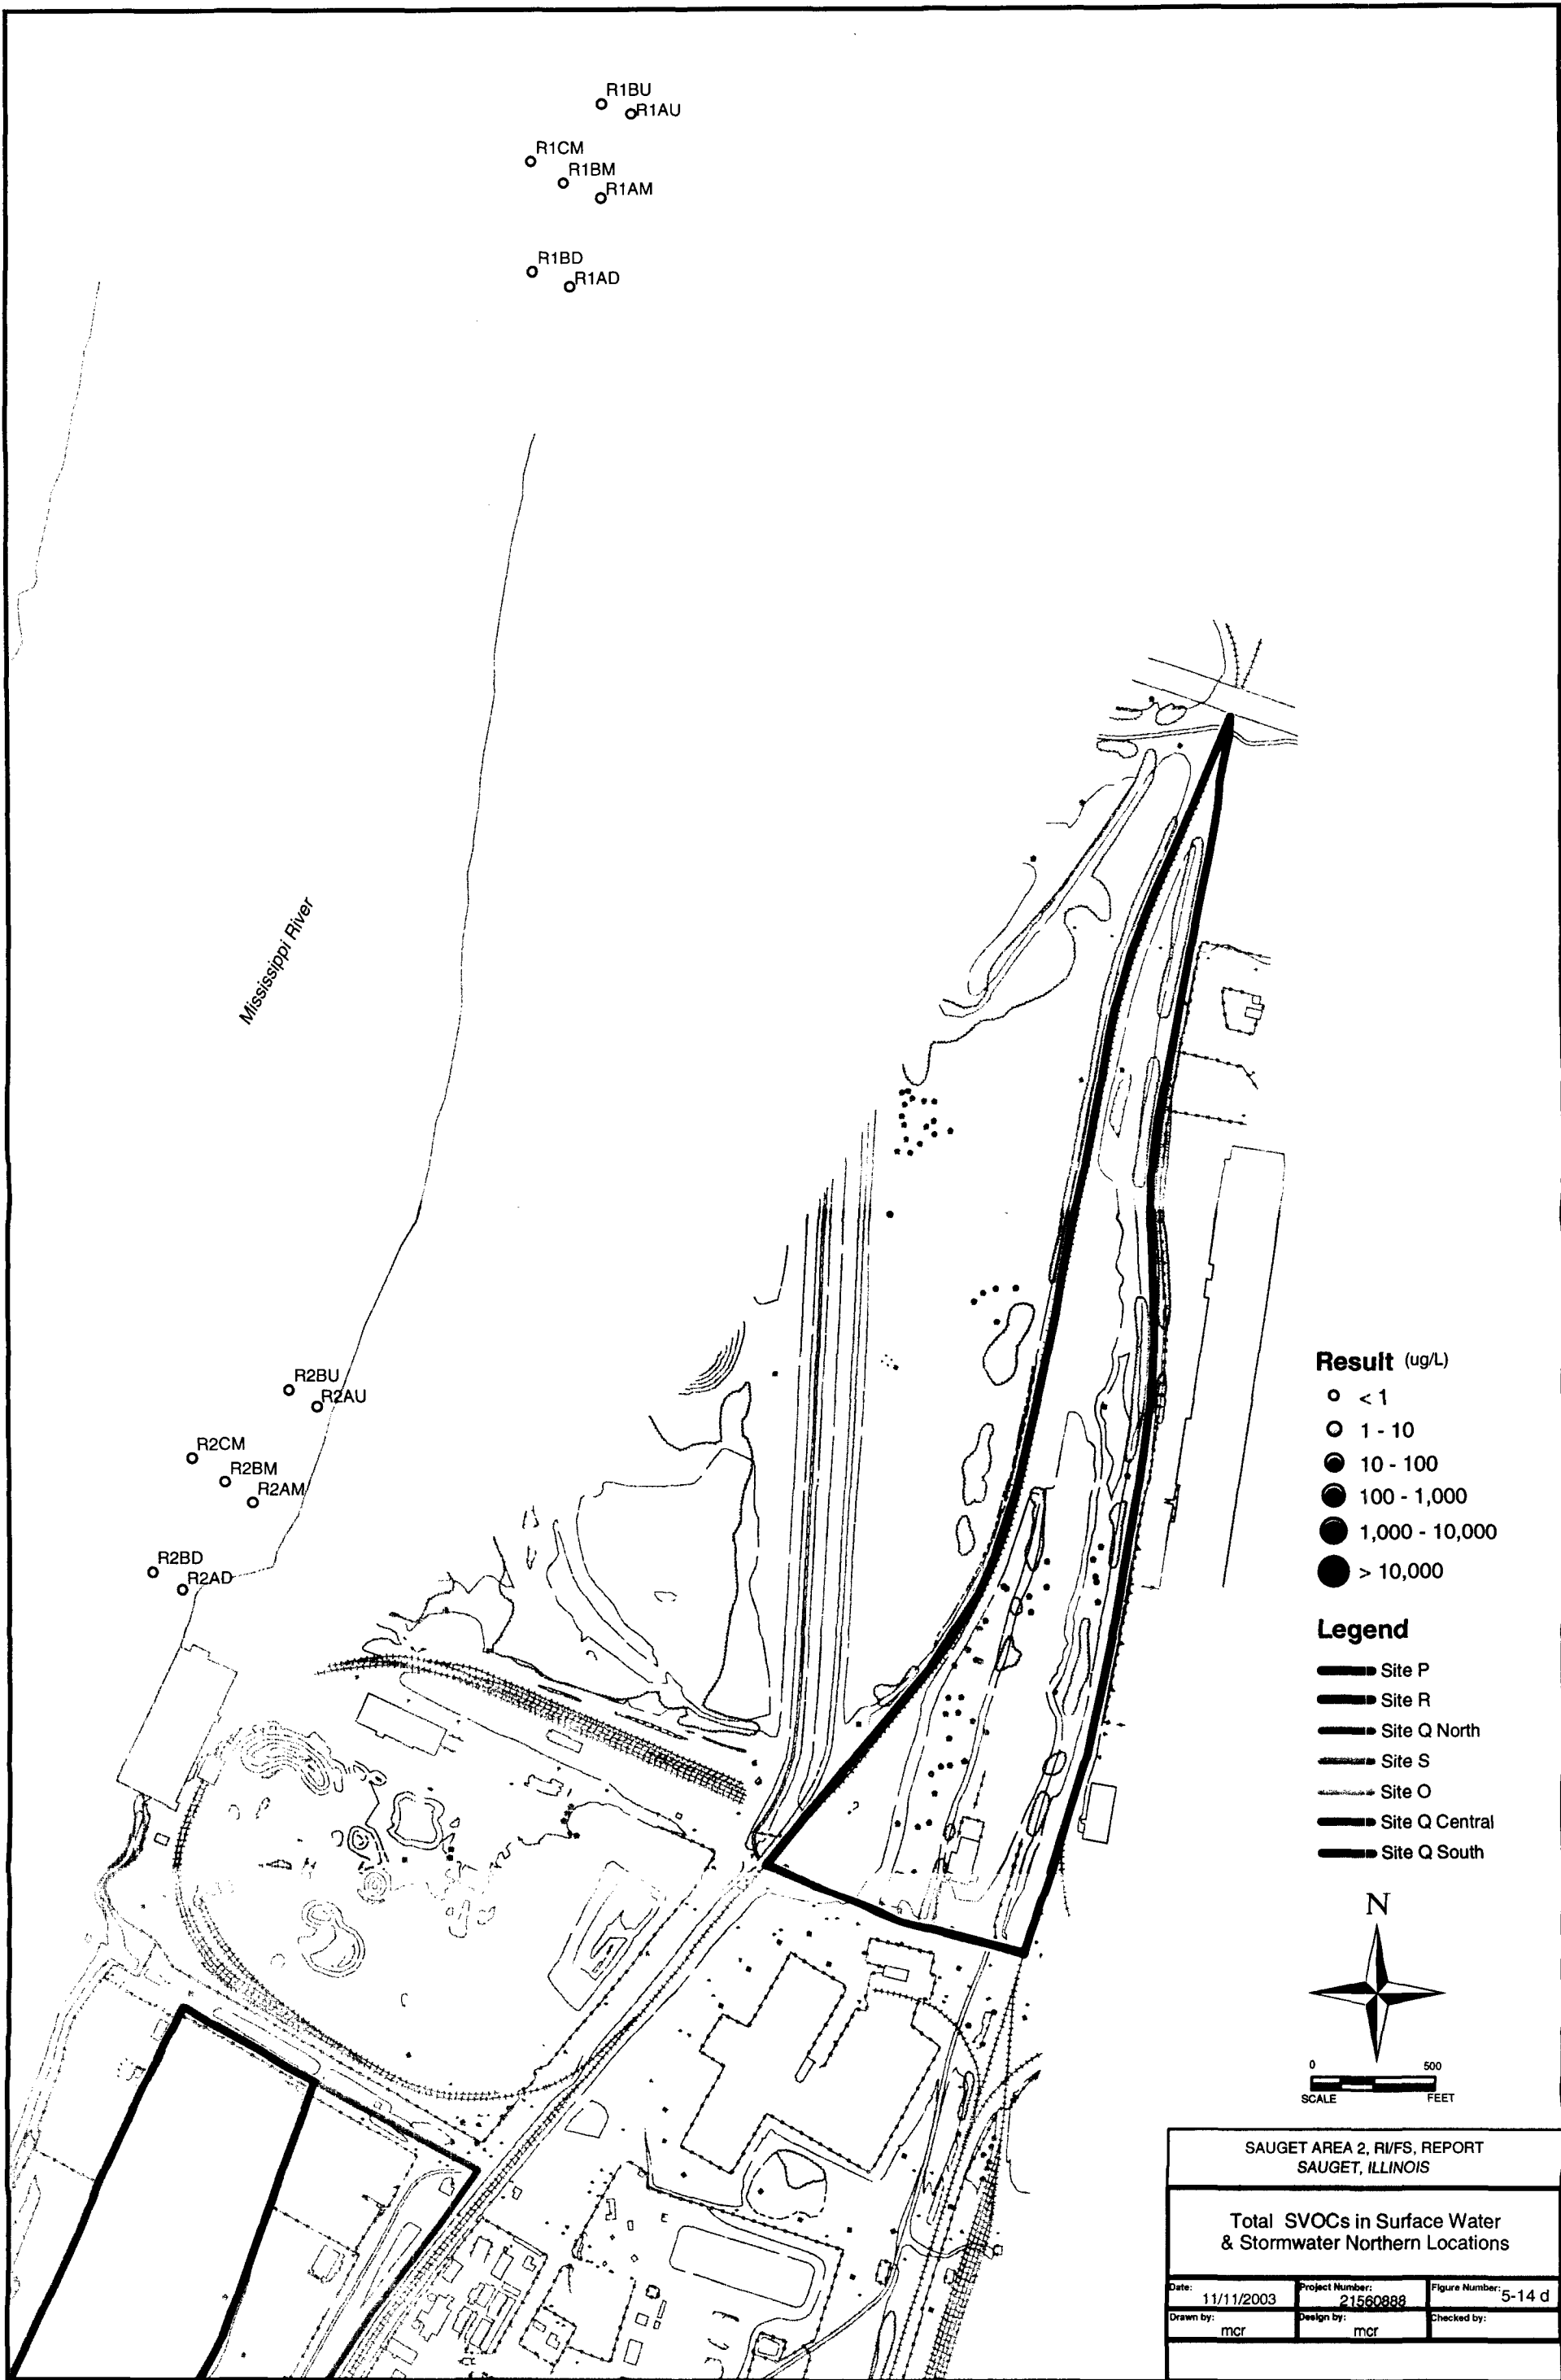 R1BU
R1AU
R1CM
R1BM
R1AM
R1BD
R1AD
Mississippi River
R2BU
R2AU
R2CM
R2BM
R2AM
R2BD
R2AD
Result (ug/L)
< 1
1 - 10
10 - 100
100 - 1,000
1,000 - 10,000
> 10,000
Legend
Site P
Site R
Site Q North
Site S
Site O
Site Q Central
Site Q South
N
0 500
SCALE FEET
SAUGET AREA 2, RI/FS, REPORT
SAUGET, ILLINOIS
Total SVOCs in Surface Water
& Stormwater Northern Locations
Date: 11/11/2003
Project Number: 21560888
Figure Number: 5-14 d
Drawn by: mcr
Design by: mcr
Checked by: